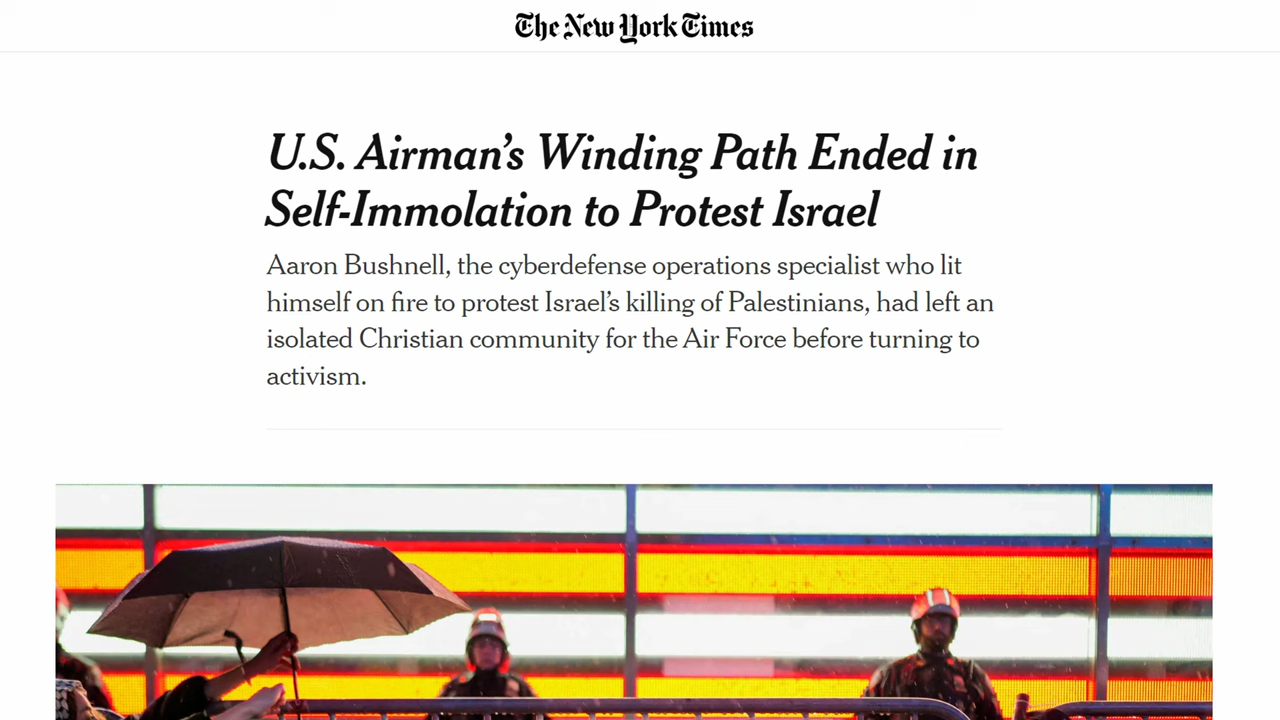 The New York Times
U.S. Airman’s Winding Path Ended in
Self-Immolation to Protest Israel
Aaron Bushnell, the cyberdefense operations specialist who lit
himself on fire to protest Israel’s killing of Palestinians, had left an
isolated Christian community for the Air Force before turning to
activism.